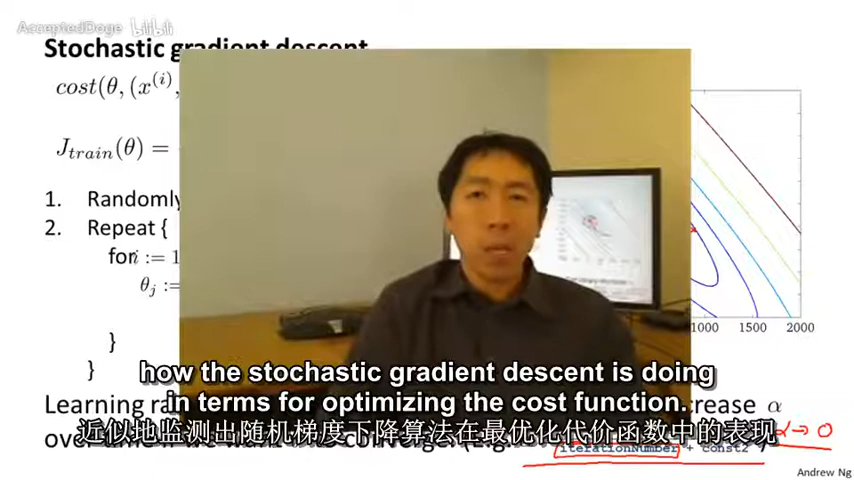 AcceptedDoge bilibili
Stochastic gradient descent
cost(θ, (x^{(i)},
J_{train}(θ) =
1. Randomly
2. Repeat {
for i := 1
θ_j :=
}
}
1000 1500 2000
how the stochastic gradient descent is doing
in terms for optimizing the cost function.
Learning
α
近似地监测出随机梯度下降算法在最优化代价函数中的表现
α→0
iterationNumber + const2
Andrew Ng